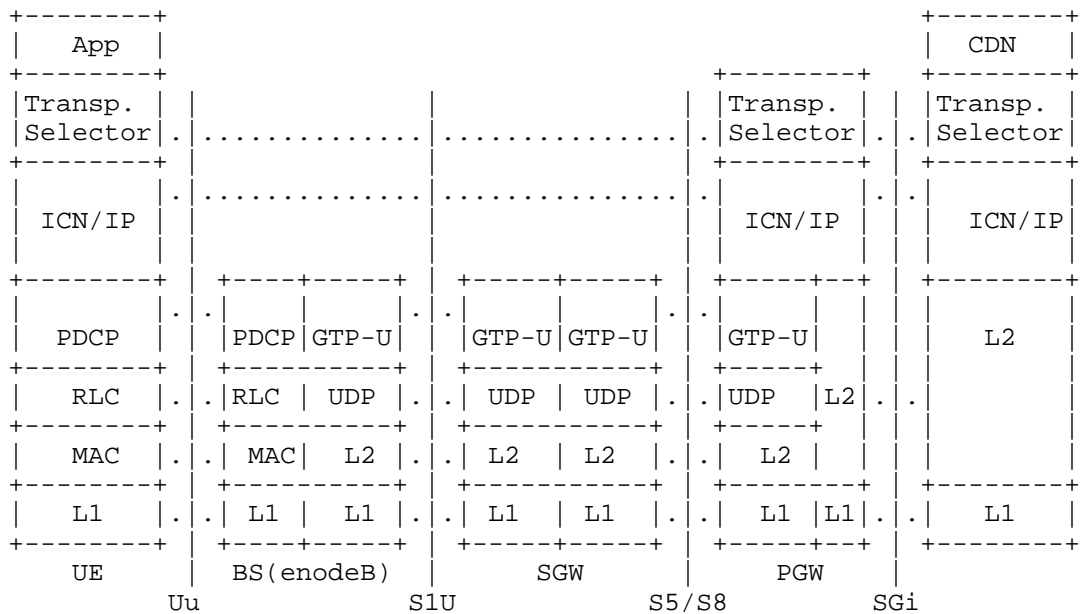 +--------+                                               +--------+
|   App  |                                               |  CDN   |
+--------+                                 +--------+    +--------+
|Transp. | |              |              | |Transp. | |  |Transp. |
|Selector|.|..............|...............|.|Selector|.|.|Selector|
+--------+ |              |              | +--------+ |  +--------+
|        |.|..............|...............|.|        |.|.|        |
| ICN/IP | |              |              | | ICN/IP | |  | ICN/IP |
|        | |              |              | |        | |  |        |
+--------+ | +----+-----+ | +-----+-----+ | +-----+--+ | +--------+
|        |.|.|    |     |.|.|     |     |.|.|     |  | | |        |
|  PDCP  | | |PDCP|GTP-U| | |GTP-U|GTP-U| | |GTP-U|  | | |   L2   |
+--------+ | +----------+ | +-----------+ | +-----+  | | |        |
|   RLC  |.|.|RLC | UDP |.|.| UDP | UDP |.|.|UDP  |L2|.|.|        |
+--------+ | +----------+ | +-----------+ | +-----+  | | |        |
|   MAC  |.|.| MAC|  L2 |.|.| L2  | L2  |.|.|  L2 |  | | |        |
+--------+ | +----------+ | +-----------+ | +--------+ | +--------+
|   L1   |.|.| L1 |  L1 |.|.| L1  | L1  |.|.|  L1 |L1|.|.|   L1   |
+--------+ | +----+-----+ | +-----+-----+ | +-----+--+ | +--------+
    UE     |  BS(enodeB)  |      SGW      |     PGW    |
          Uu             S1U            S5/S8         SGi